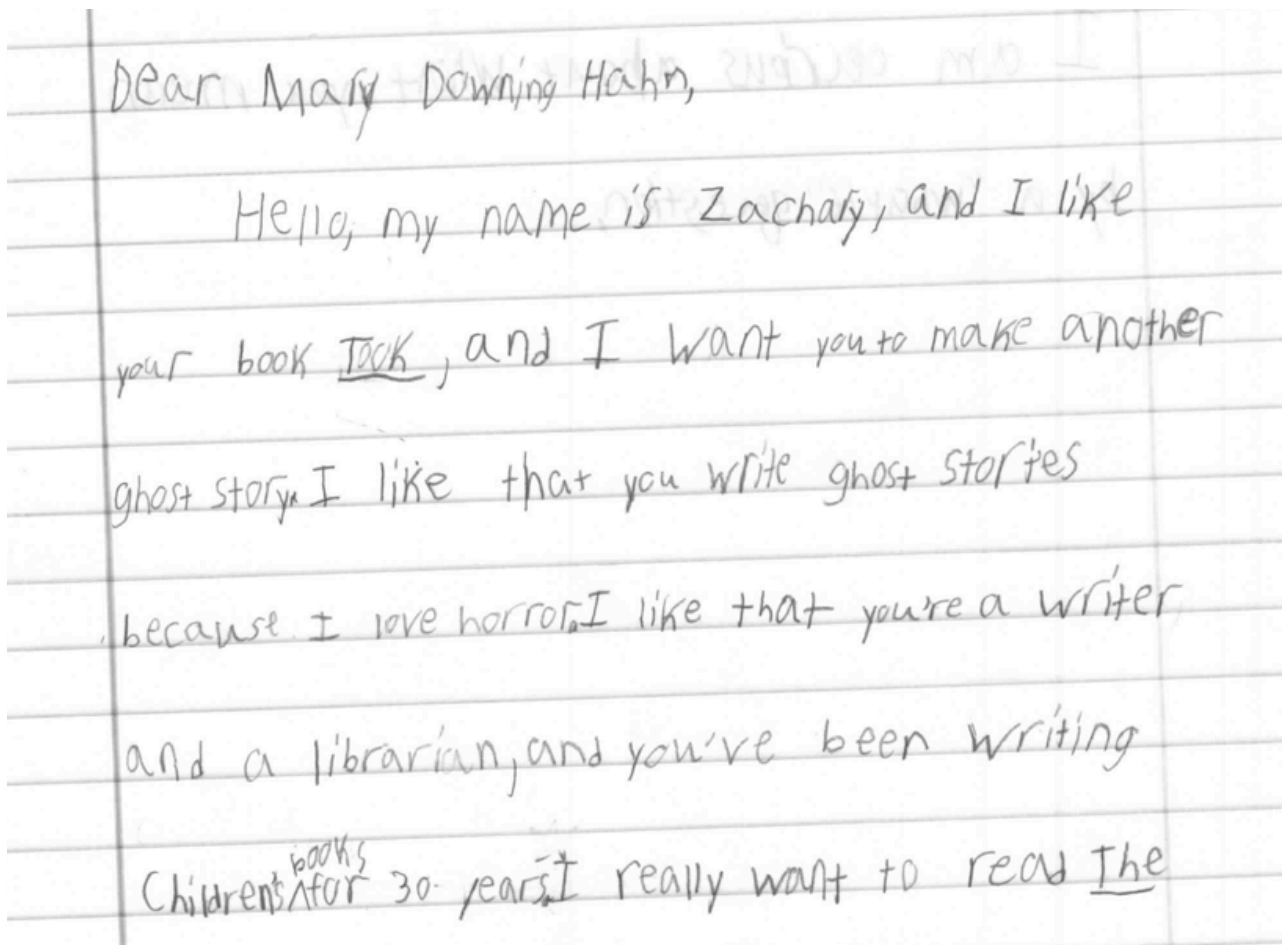 Dear Mary Downing Hahn,
Hello, my name is Zachary, and I like
your book Took, and I want you to make another
ghost story. I like that you write ghost stories
because I love horror. I like that you're a writer
and a librarian, and you've been writing
Children's books for 30 years. I really want to read The